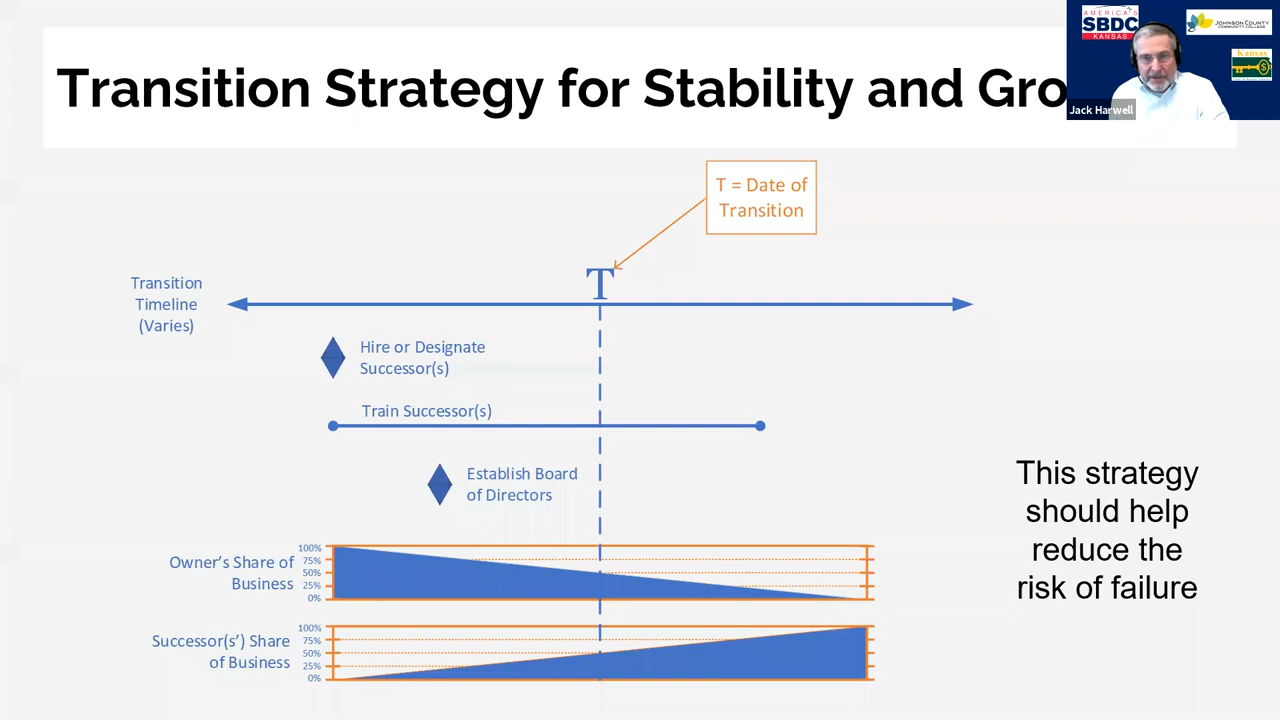 Transition Strategy for Stability and Gro
AMERICA'S
SBDC
KANSAS
JOHNSON COUNTY
COMMUNITY COLLEGE
Kansas
Jack Harwell
T = Date of
Transition
T
Transition
Timeline
(Varies)
Hire or Designate
Successor(s)
Train Successor(s)
Establish Board
of Directors
This strategy
should help
reduce the
risk of failure
Owner's Share of
Business
100%
75%
50%
25%
0%
Successor(s') Share
of Business
100%
75%
50%
25%
0%